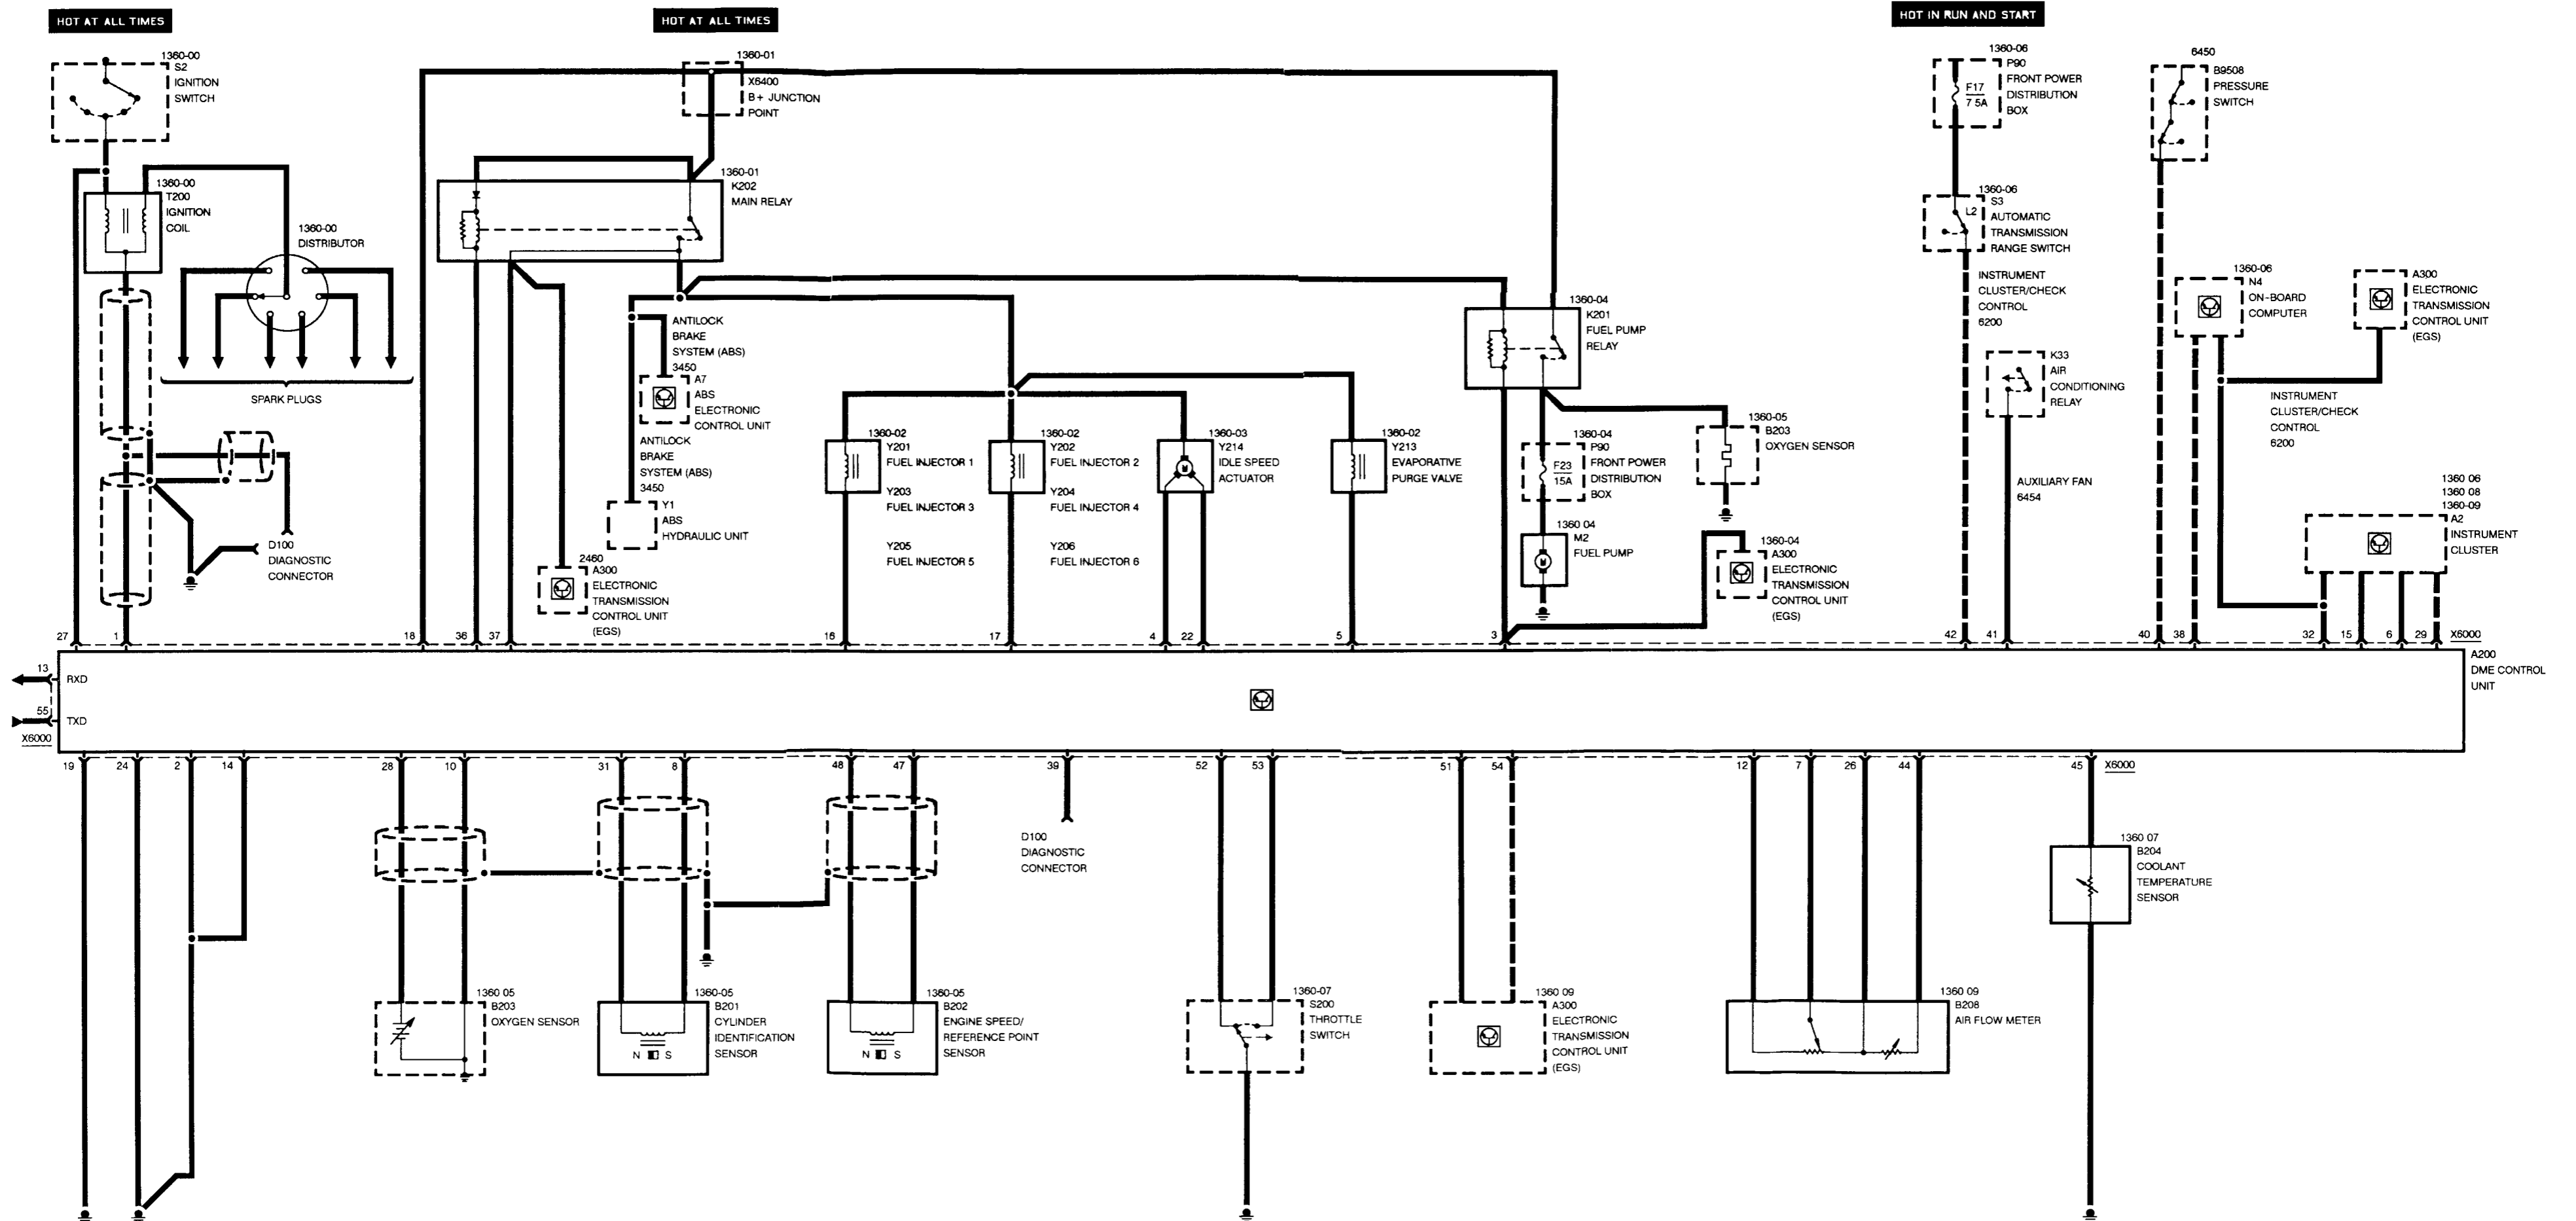 HOT AT ALL TIMES
HOT AT ALL TIMES
HOT IN RUN AND START
1360-00
S2
IGNITION
SWITCH
1360-00
T200
IGNITION
COIL
1360-00
DISTRIBUTOR
SPARK PLUGS
D100
DIAGNOSTIC
CONNECTOR
1360-01
X6400
B+ JUNCTION
POINT
1360-01
K202
MAIN RELAY
ANTILOCK
BRAKE
SYSTEM (ABS)
3450
A7
ABS
ELECTRONIC
CONTROL UNIT
ANTILOCK
BRAKE
SYSTEM (ABS)
3450
Y1
ABS
HYDRAULIC UNIT
2460
A300
ELECTRONIC
TRANSMISSION
CONTROL UNIT
(EGS)
1360-02
Y201
FUEL INJECTOR 1
Y203
FUEL INJECTOR 3
Y205
FUEL INJECTOR 5
1360-02
Y202
FUEL INJECTOR 2
Y204
FUEL INJECTOR 4
Y206
FUEL INJECTOR 6
1360-03
Y214
IDLE SPEED
ACTUATOR
M
1360-02
Y213
EVAPORATIVE
PURGE VALVE
1360-04
K201
FUEL PUMP
RELAY
1360-04
P90
FRONT POWER
DISTRIBUTION
BOX
F23
15A
1360 04
M2
FUEL PUMP
M
1360-05
B203
OXYGEN SENSOR
1360-04
A300
ELECTRONIC
TRANSMISSION
CONTROL UNIT
(EGS)
1360-06
P90
FRONT POWER
DISTRIBUTION
BOX
F17
7 5A
1360-06
S3
AUTOMATIC
TRANSMISSION
RANGE SWITCH
L2
INSTRUMENT
CLUSTER/CHECK
CONTROL
6200
K33
AIR
CONDITIONING
RELAY
AUXILIARY FAN
6454
6450
B9508
PRESSURE
SWITCH
1360-06
N4
ON-BOARD
COMPUTER
A300
ELECTRONIC
TRANSMISSION
CONTROL UNIT
(EGS)
INSTRUMENT
CLUSTER/CHECK
CONTROL
6200
1360 06
1360 08
1360-09
A2
INSTRUMENT
CLUSTER
27 1 18 36 37 16 17 4 22 5 3 42 41 40 38 32 15 6 29 X6000
A200
DME CONTROL
UNIT
13
RXD
55
TXD
X6000
19 24 2 14 28 10 31 8 48 47 39 52 53 51 54 12 7 26 44 45 X6000
D100
DIAGNOSTIC
CONNECTOR
1360 05
B203
OXYGEN SENSOR
1360-05
B201
CYLINDER
IDENTIFICATION
SENSOR
N S
1360-05
B202
ENGINE SPEED/
REFERENCE POINT
SENSOR
N S
1360-07
S200
THROTTLE
SWITCH
1360 09
A300
ELECTRONIC
TRANSMISSION
CONTROL UNIT
(EGS)
1360 09
B208
AIR FLOW METER
1360 07
B204
COOLANT
TEMPERATURE
SENSOR